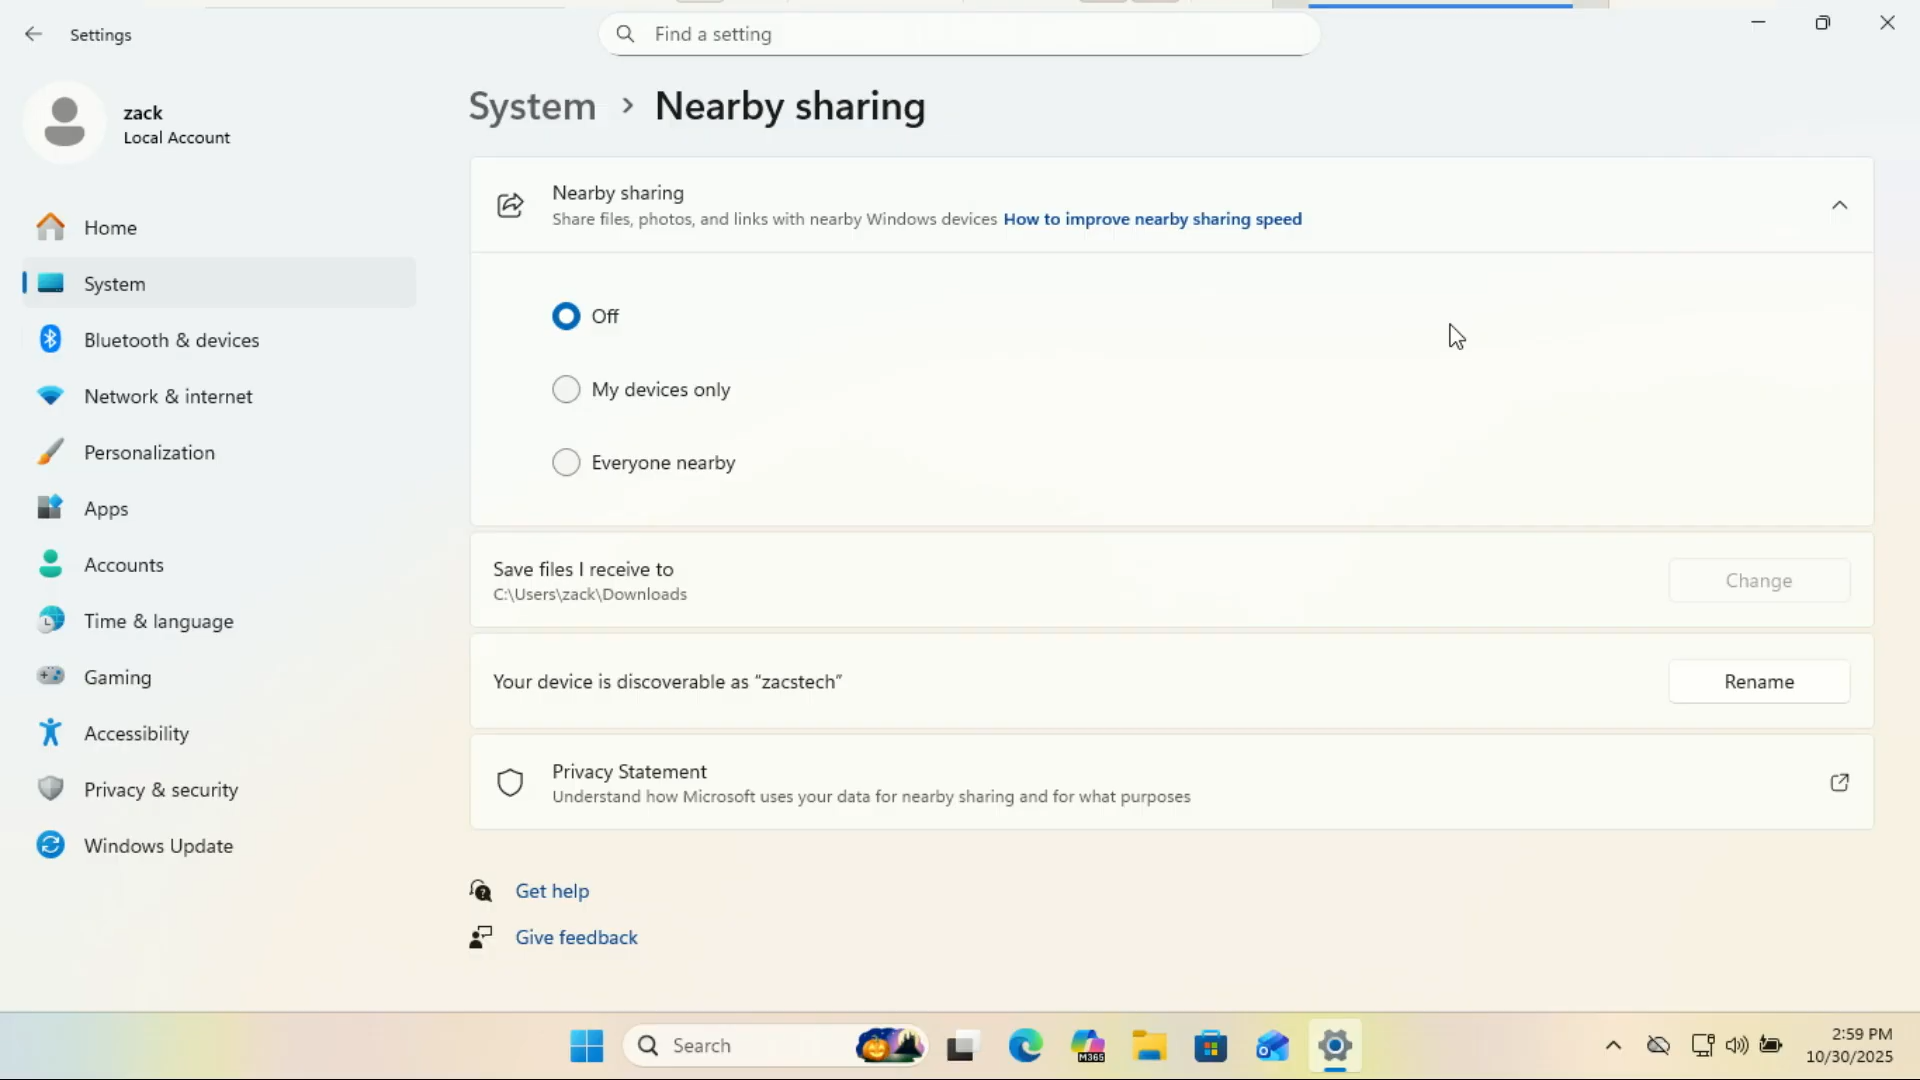 Settings
Find a setting
zack
Local Account
Home
System
Bluetooth & devices
Network & internet
Personalization
Apps
Accounts
Time & language
Gaming
Accessibility
Privacy & security
Windows Update
System > Nearby sharing
Nearby sharing
Share files, photos, and links with nearby Windows devices How to improve nearby sharing speed
Off
My devices only
Everyone nearby
Save files I receive to
C:\Users\zack\Downloads
Change
Your device is discoverable as “zacstech”
Rename
Privacy Statement
Understand how Microsoft uses your data for nearby sharing and for what purposes
Get help
Give feedback
Search
M365
2:59 PM
10/30/2025